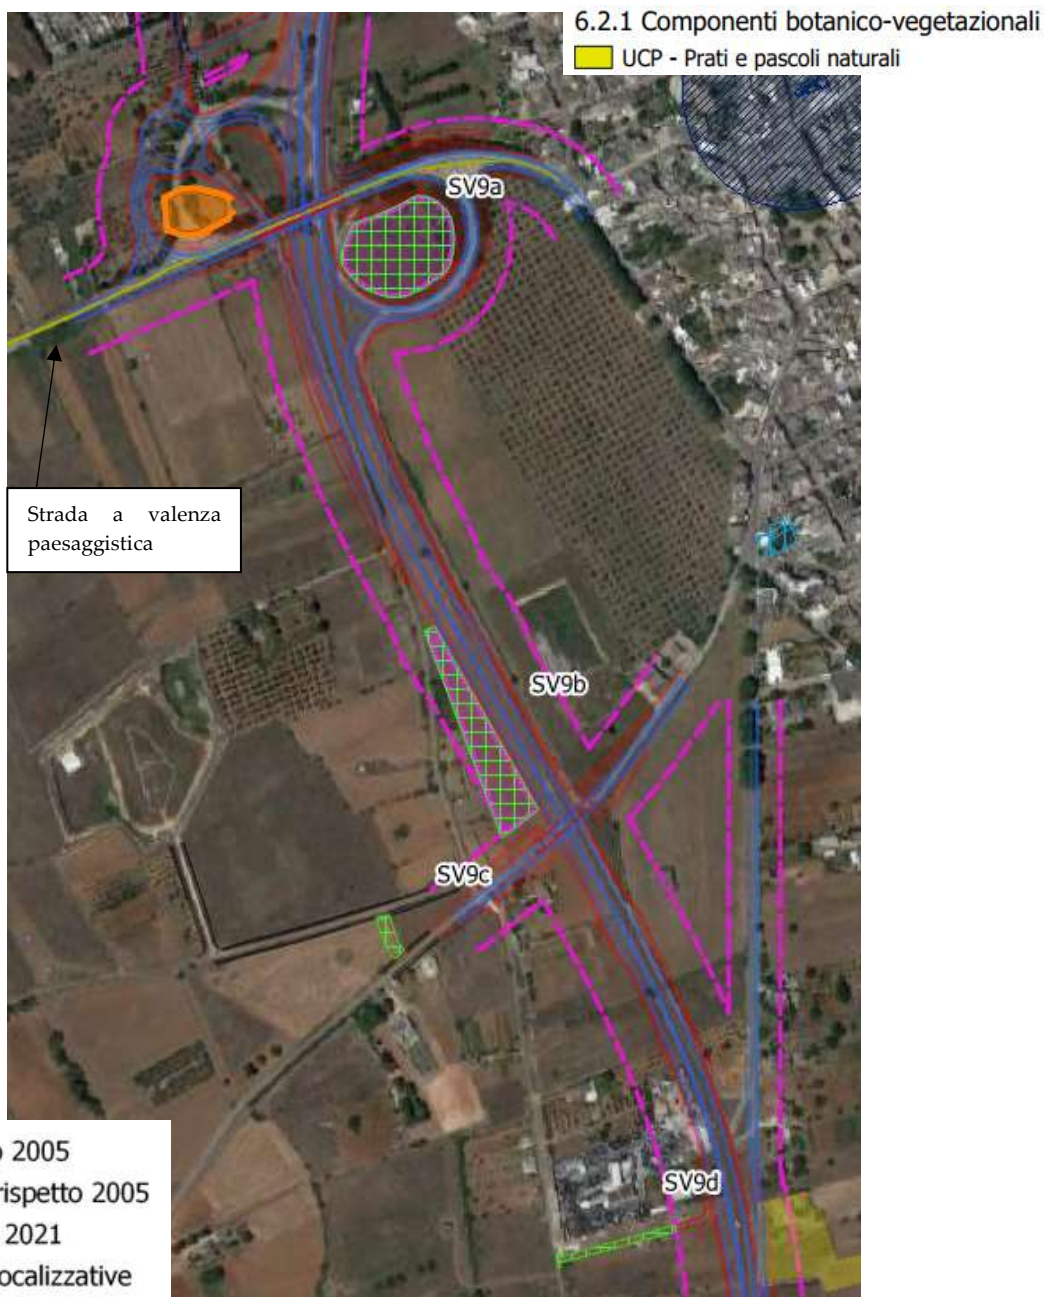 6.2.1 Componenti botanico-vegetazionali
UCP - Prati e pascoli naturali
SV9a
Strada a valenza
paesaggistica
SV9b
SV9c
SV9d
2005
rispetto 2005
2021